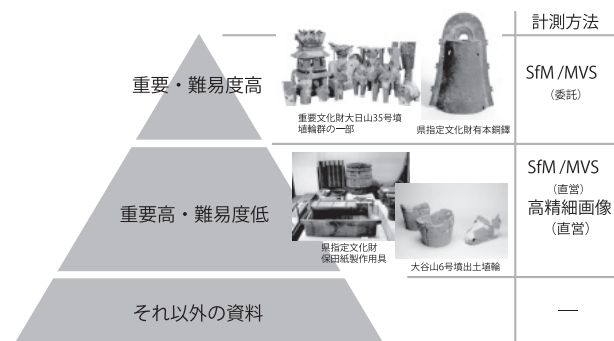 計測方法
重要・難易度高
SfM /MVS
(委託)
重要文化財大日山35号墳
埴輪群の一部
県指定文化財有本銅鐸
重要高・難易度低
SfM /MVS
(直営)
高精細画像
(直営)
県指定文化財
保田紙製作用具
大谷山6号墳出土埴輪
それ以外の資料
―